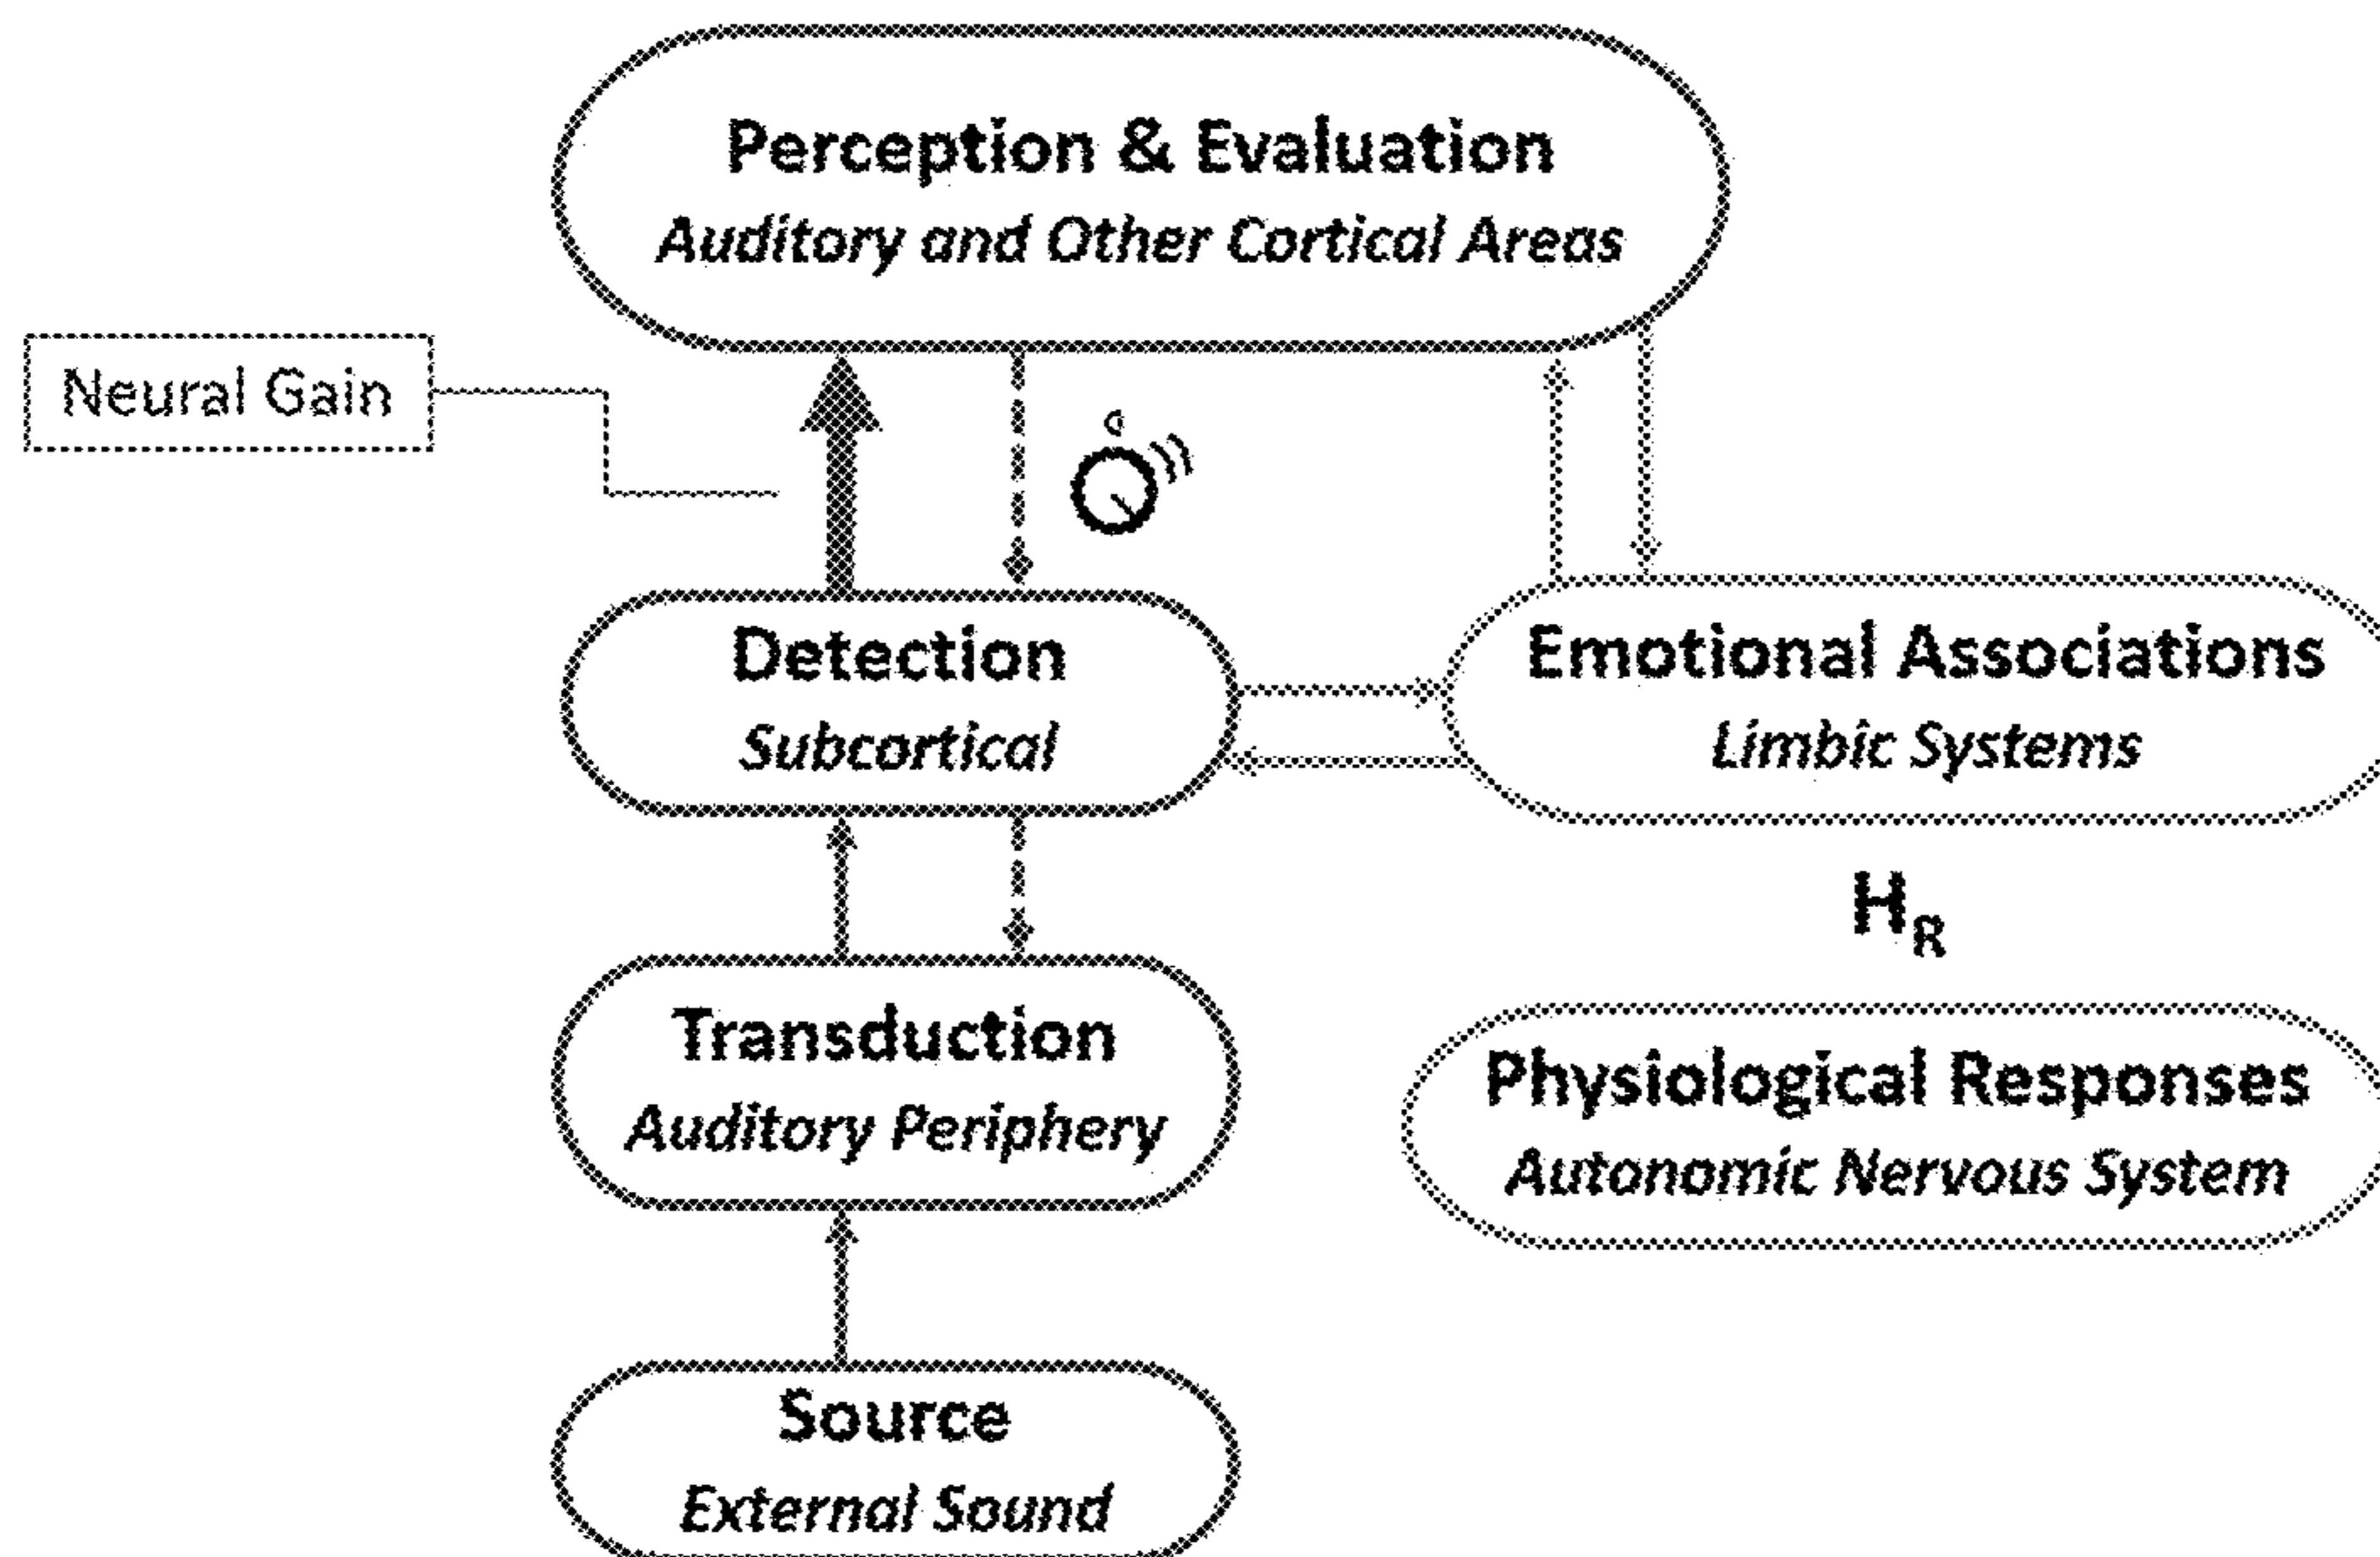 Perception & Evaluation
Auditory and Other Cortical Areas
Neural Gain
Detection
Subcortical
Emotional Associations
Limbic Systems
HR
Transduction
Auditory Periphery
Physiological Responses
Autonomic Nervous System
Source
External Sound